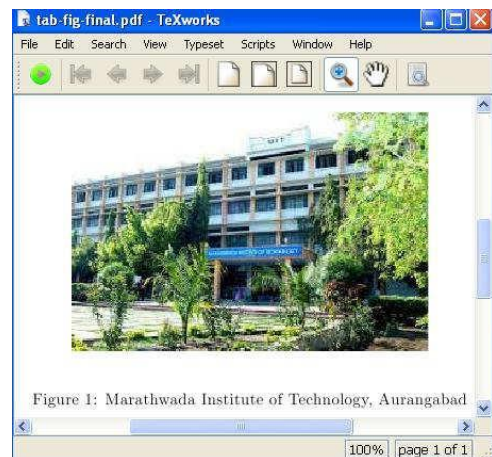 tab-fig-final.pdf - TeXworks
File Edit Search View Typeset Scripts Window Help
MIT
Figure 1: Marathwada Institute of Technology, Aurangabad
100% page 1 of 1